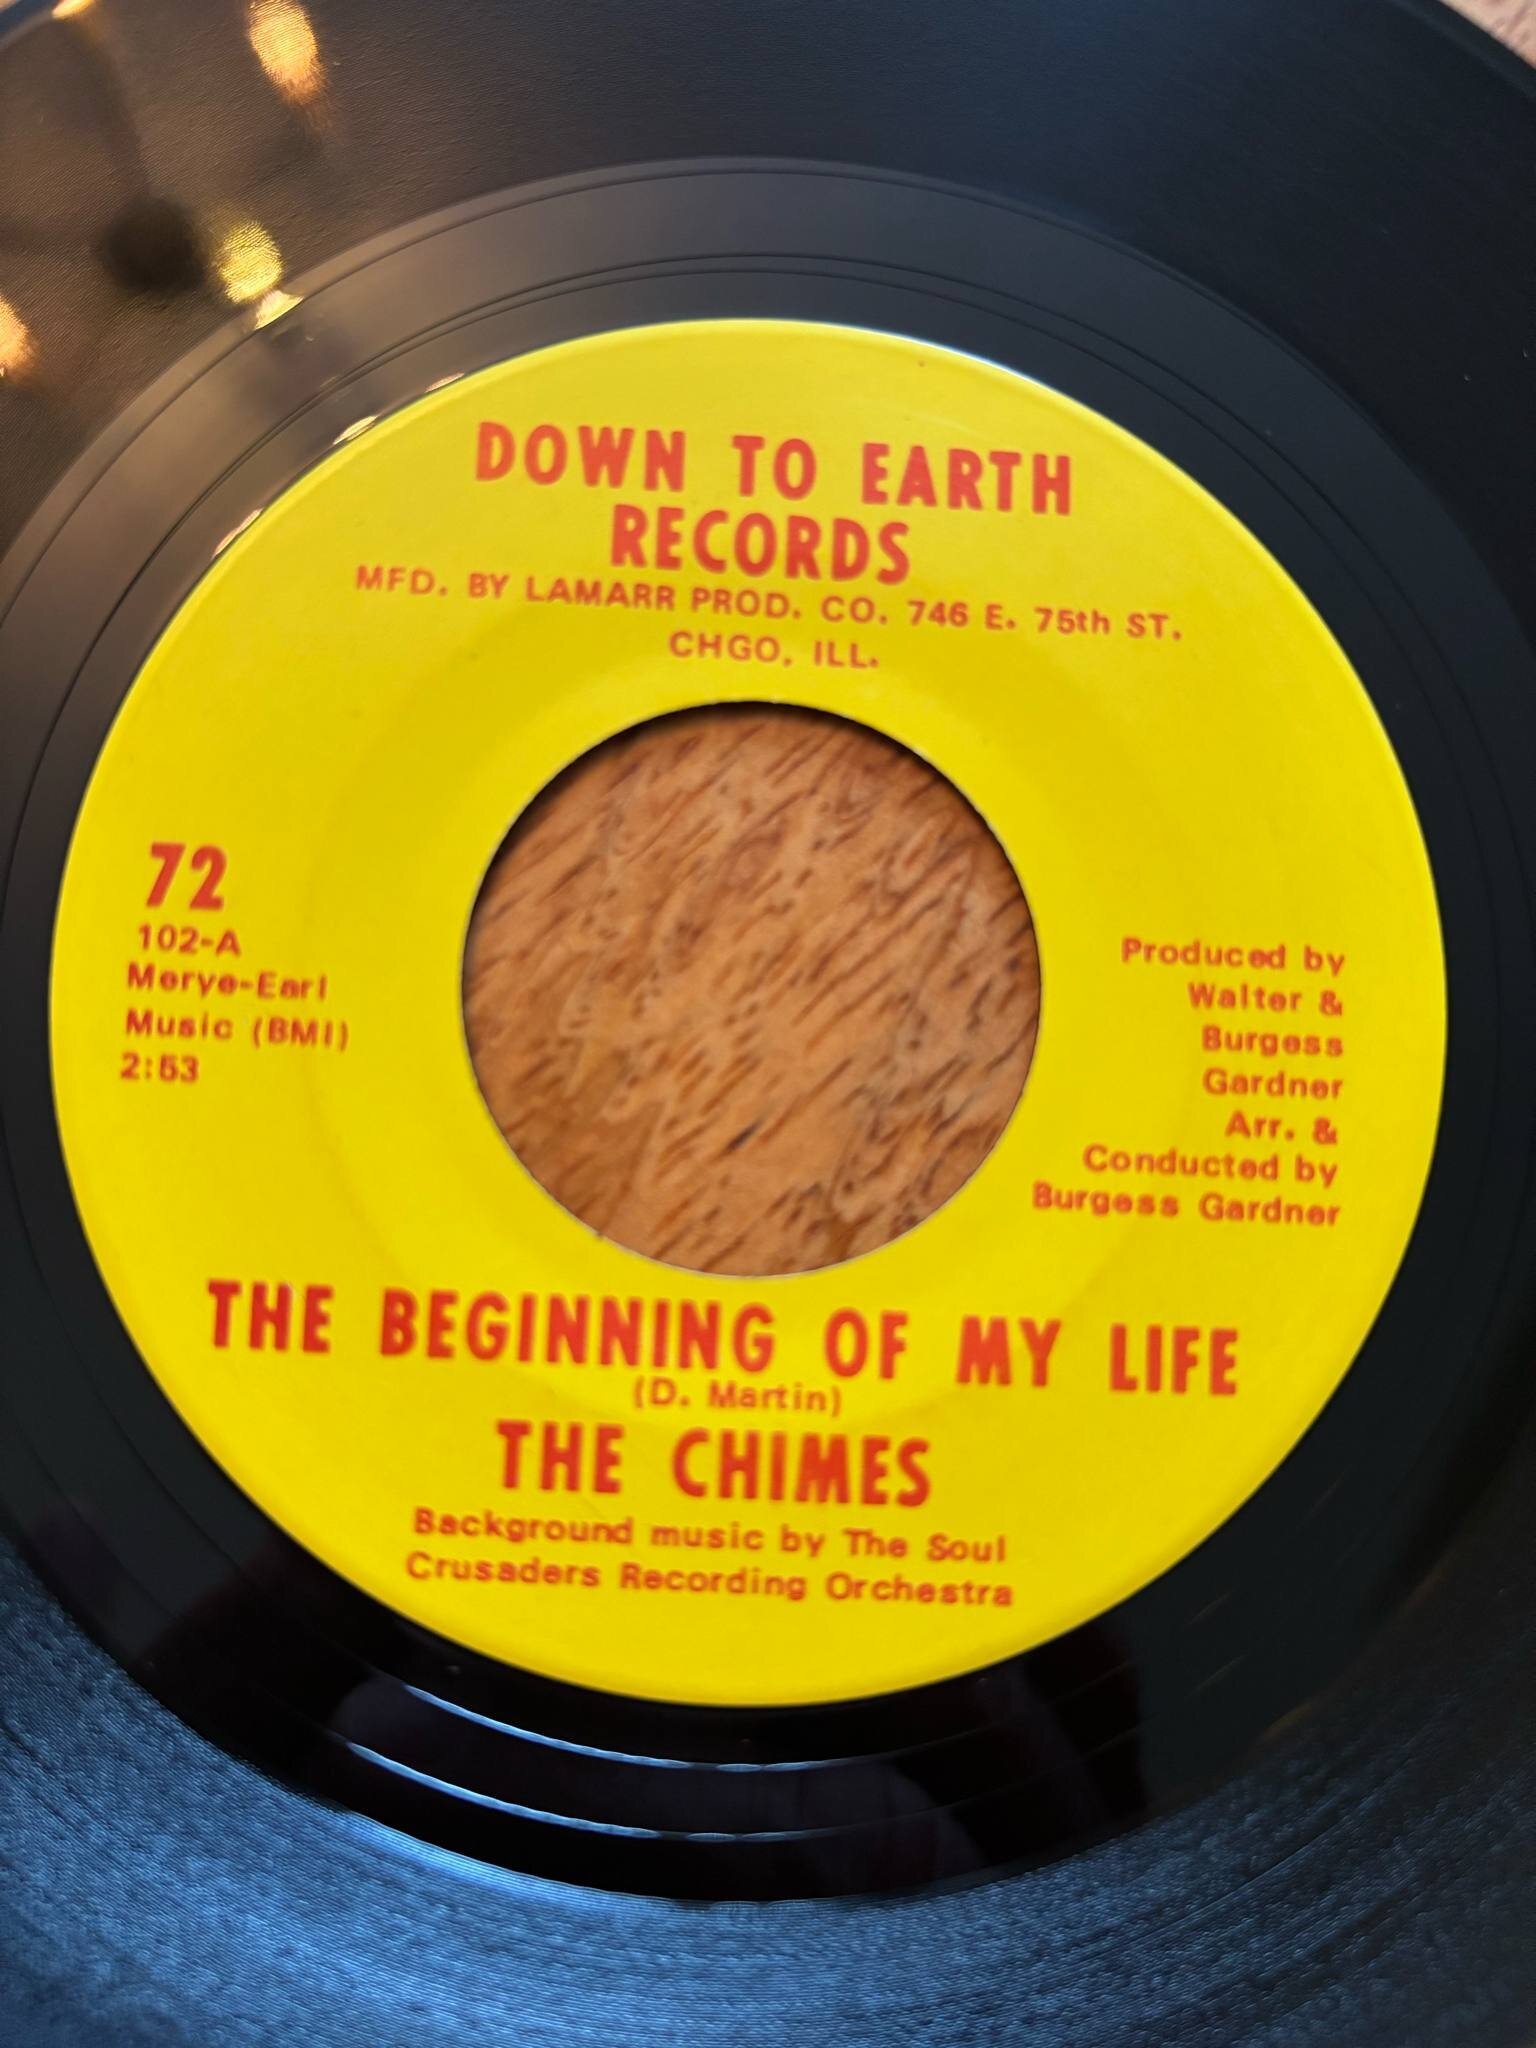 DOWN TO EARTH
RECORDS
MFD. BY LAMARR PROD. CO. 746 E. 75th ST.
CHGO, ILL.
72
102-A
Merye-Earl
Music (BMI)
2:53
Produced by
Walter &
Burgess
Gardner
Arr. &
Conducted by
Burgess Gardner
THE BEGINNING OF MY LIFE
(D. Martin)
THE CHIMES
Background music by The Soul
Crusaders Recording Orchestra